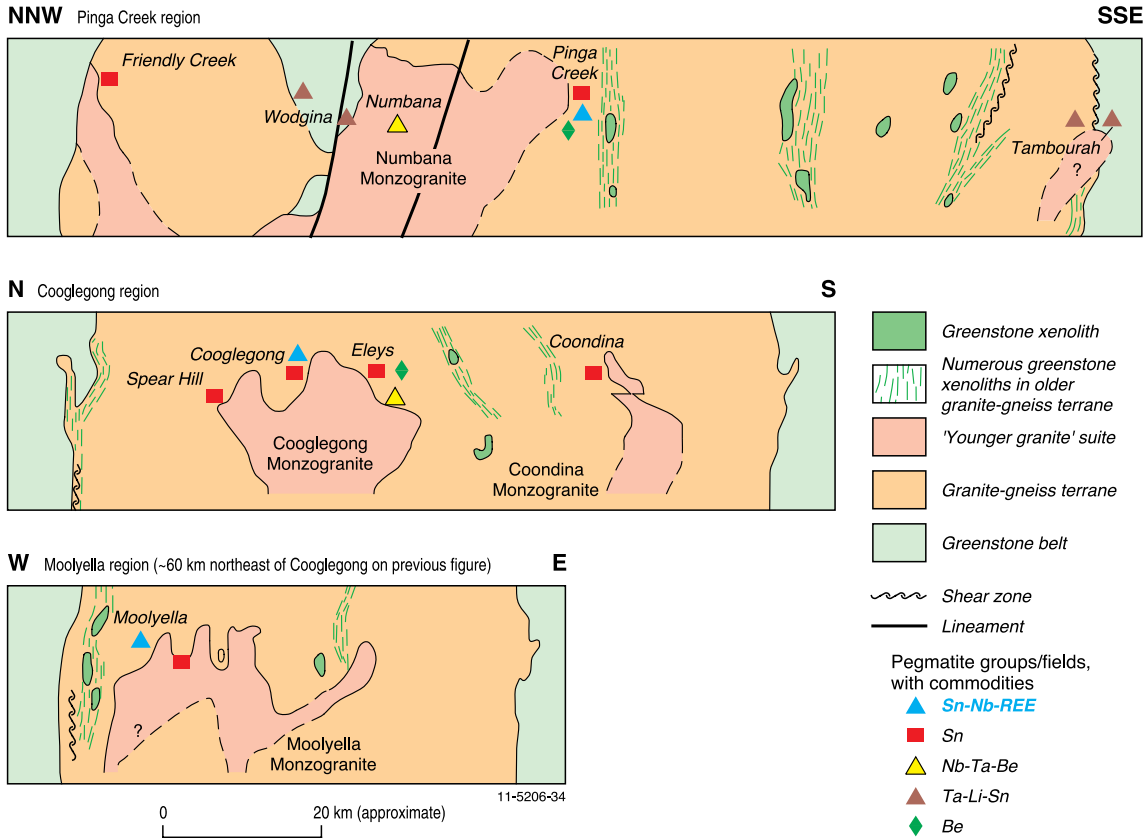 NNW Pinga Creek region SSE
Friendly Creek
Wodgina
Numbana
Numbana
Monzogranite
Pinga
Creek
Tambourah
?
N Cooglegong region S
Spear Hill
Cooglegong
Eleys
Coondina
Cooglegong
Monzogranite
Coondina
Monzogranite
W Moolyella region (~60 km northeast of Cooglegong on previous figure) E
Moolyella
?
Moolyella
Monzogranite
11-5206-34
0 20 km (approximate)
Greenstone xenolith
Numerous greenstone
xenoliths in older
granite-gneiss terrane
'Younger granite' suite
Granite-gneiss terrane
Greenstone belt
Shear zone
Lineament
Pegmatite groups/fields,
with commodities
Sn-Nb-REE
Sn
Nb-Ta-Be
Ta-Li-Sn
Be